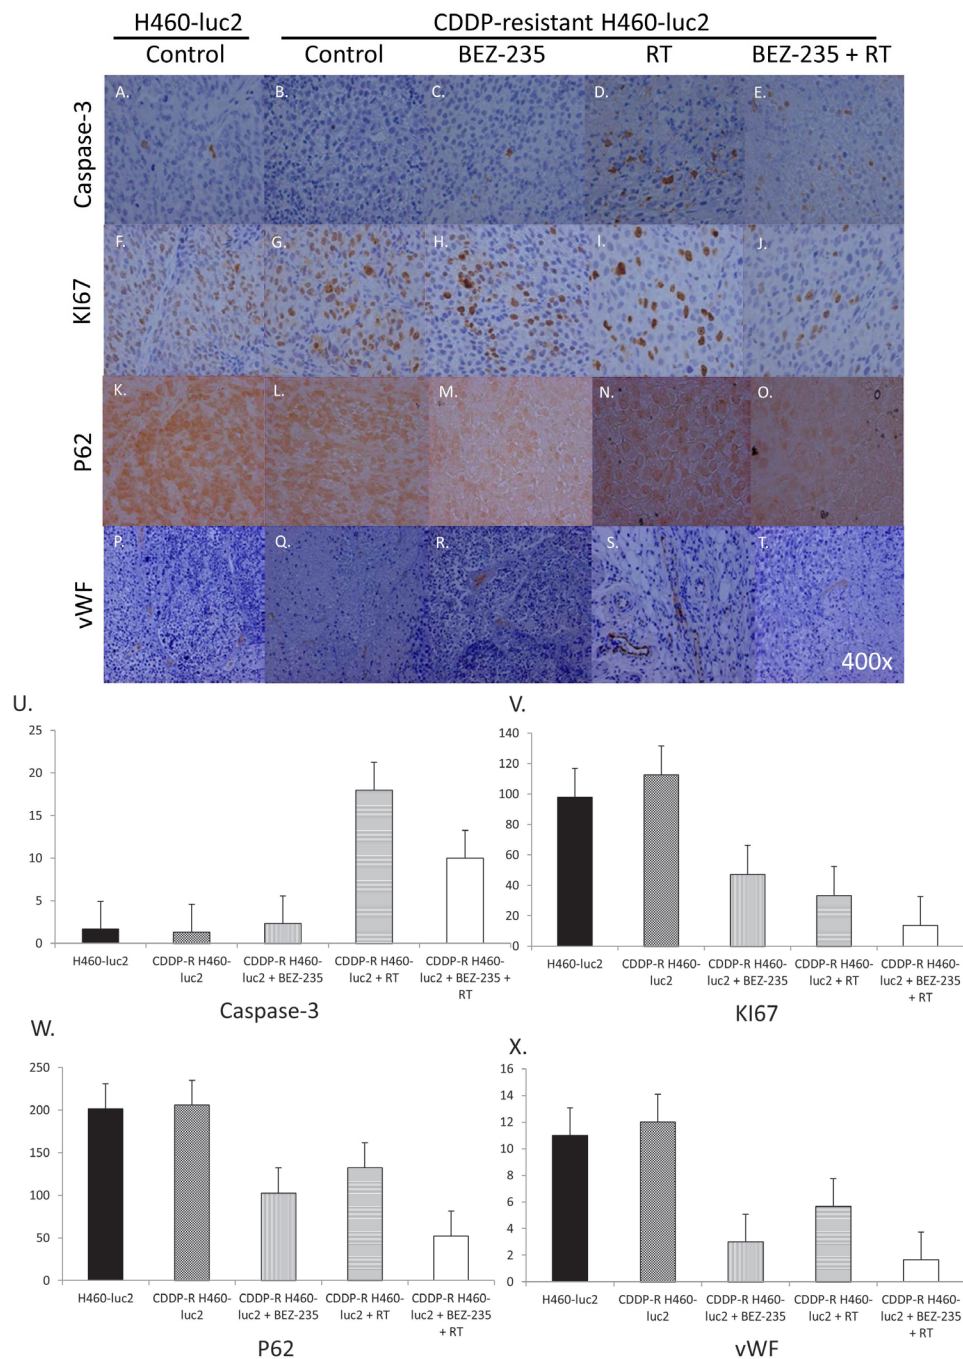 H460-luc2 CDDP-resistant H460-luc2
Control Control BEZ-235 RT BEZ-235 + RT
Caspase-3
A. B. C. D. E.
KI67
F. G. H. I. J.
P62
K. L. M. N. O.
vWF
P. Q. R. S. T.
400x
U.
25
20
15
10
5
0
H460-luc2 CDDP-R H460- CDDP-R H460- CDDP-R H460- CDDP-R H460-
luc2 luc2 + BEZ-235 luc2 + RT luc2 + BEZ-235 +
RT
Caspase-3
V.
140
120
100
80
60
40
20
0
H460-luc2 CDDP-R H460- CDDP-R H460- CDDP-R H460- CDDP-R H460-
luc2 luc2 + BEZ-235 luc2 + RT luc2 + BEZ-235
+ RT
KI67
W.
250
200
150
100
50
0
H460-luc2 CDDP-R H460- CDDP-R H460- CDDP-R H460- CDDP-R H460-
luc2 luc2 + BEZ-235 luc2 + RT luc2 + BEZ-235
+ RT
P62
X.
16
14
12
10
8
6
4
2
0
H460-luc2 CDDP-R H460- CDDP-R H460- CDDP-R H460- CDDP-R H460-
luc2 luc2 + BEZ-235 luc2 + RT luc2 + BEZ-235
+ RT
vWF